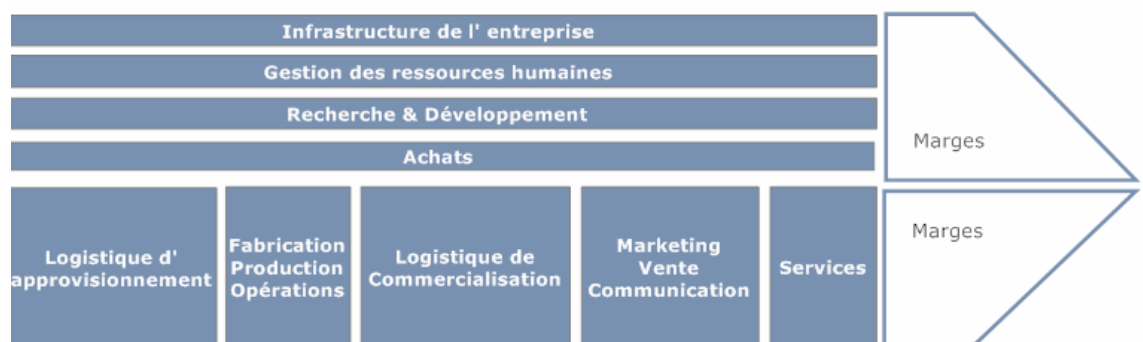 Infrastructure de l' entreprise
Gestion des ressources humaines
Recherche & Développement
Achats
Marges
Logistique d'
approvisionnement
Fabrication
Production
Opérations
Logistique de
Commercialisation
Marketing
Vente
Communication
Services
Marges